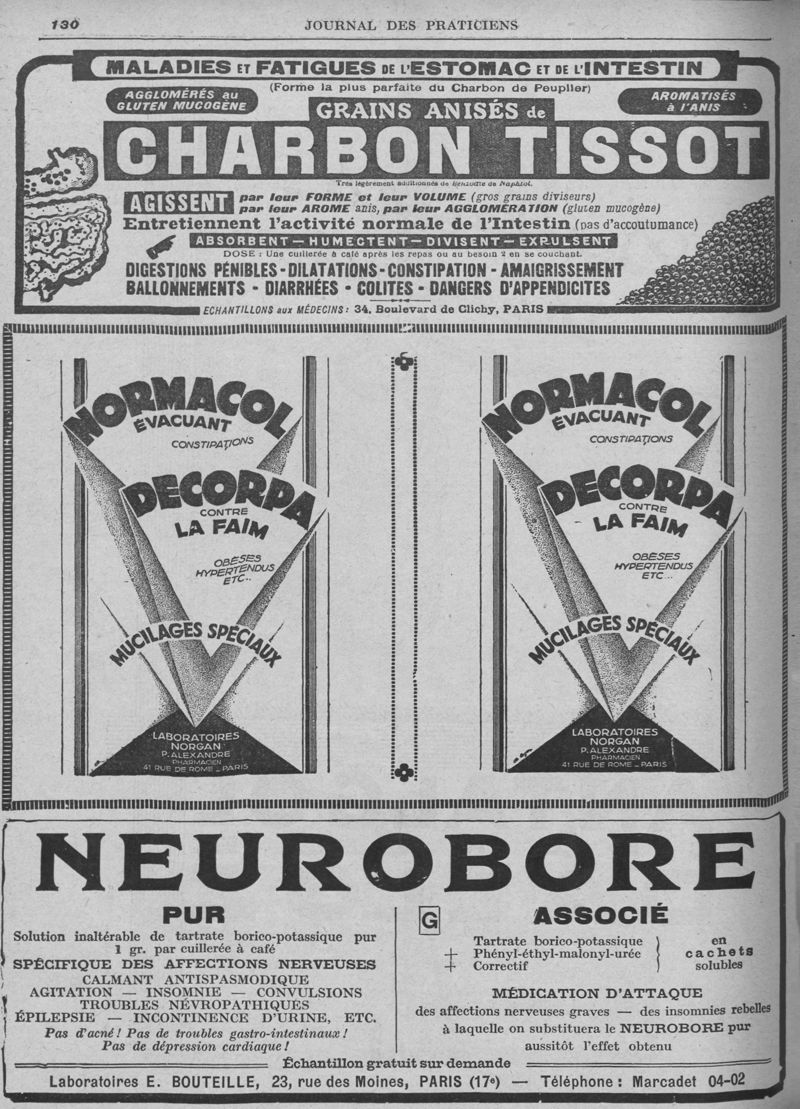 130
JOURNAL DES PRATICIENS
MALADIES ET FATIGUES DE L'ESTOMAC ET DE L'INTESTIN
(Forme la plus parfaite du Charbon de Peuplier)
AGGLOMÉRÉS au
GLUTEN MUCOGÈNE
AROMATISÉS
à l'ANIS
GRAINS ANISÉS de
CHARBON TISSOT
Très légèrement additionnés de Benzoate de Naphtol.
AGISSENT
par leur FORME et leur VOLUME (gros grains diviseurs)
par leur AROME anis, par leur AGGLOMÉRATION (gluten mucogène)
Entretiennent l'activité normale de l'Intestin (pas d'accoutumance)
ABSORBENT — HUMECTENT — DIVISENT — EXPULSENT
DOSE : Une cuillerée à café après les repas ou au besoin 2 en se couchant.
DIGESTIONS PÉNIBLES - DILATATIONS - CONSTIPATION - AMAIGRISSEMENT
BALLONNEMENTS - DIARRHÉES - COLITES - DANGERS D'APPENDICITES
ECHANTILLONS aux MÉDECINS : 34, Boulevard de Clichy, PARIS
NORMACOL
ÉVACUANT
CONSTIPATIONS
DECORPA
CONTRE
LA FAIM
OBÈSES
HYPERTENDUS
ETC...
MUCILAGES SPÉCIAUX
LABORATOIRES
NORGAN
P. ALEXANDRE
PHARMACIEN
41 RUE DE ROME _ PARIS
NORMACOL
ÉVACUANT
CONSTIPATIONS
DECORPA
CONTRE
LA FAIM
OBÈSES
HYPERTENDUS
ETC...
MUCILAGES SPÉCIAUX
LABORATOIRES
NORGAN
P. ALEXANDRE
PHARMACIEN
41 RUE DE ROME _ PARIS
NEUROBORE
PUR
Solution inaltérable de tartrate borico-potassique pur
1 gr. par cuillerée à café
SPÉCIFIQUE DES AFFECTIONS NERVEUSES
CALMANT ANTISPASMODIQUE
AGITATION — INSOMNIE — CONVULSIONS
TROUBLES NÉVROPATHIQUES
ÉPILEPSIE — INCONTINENCE D'URINE, ETC.
Pas d'acné ! Pas de troubles gastro-intestinaux !
Pas de dépression cardiaque !
G
ASSOCIÉ
Tartrate borico-potassique
+ Phényl-éthyl-malonyl-urée
+ Correctif
en
cachets
solubles
MÉDICATION D'ATTAQUE
des affections nerveuses graves — des insomnies rebelles
à laquelle on substituera le NEUROBORE pur
aussitôt l'effet obtenu
Échantillon gratuit sur demande
Laboratoires E. BOUTEILLE, 23, rue des Moines, PARIS (17e) — Téléphone : Marcadet 04-02